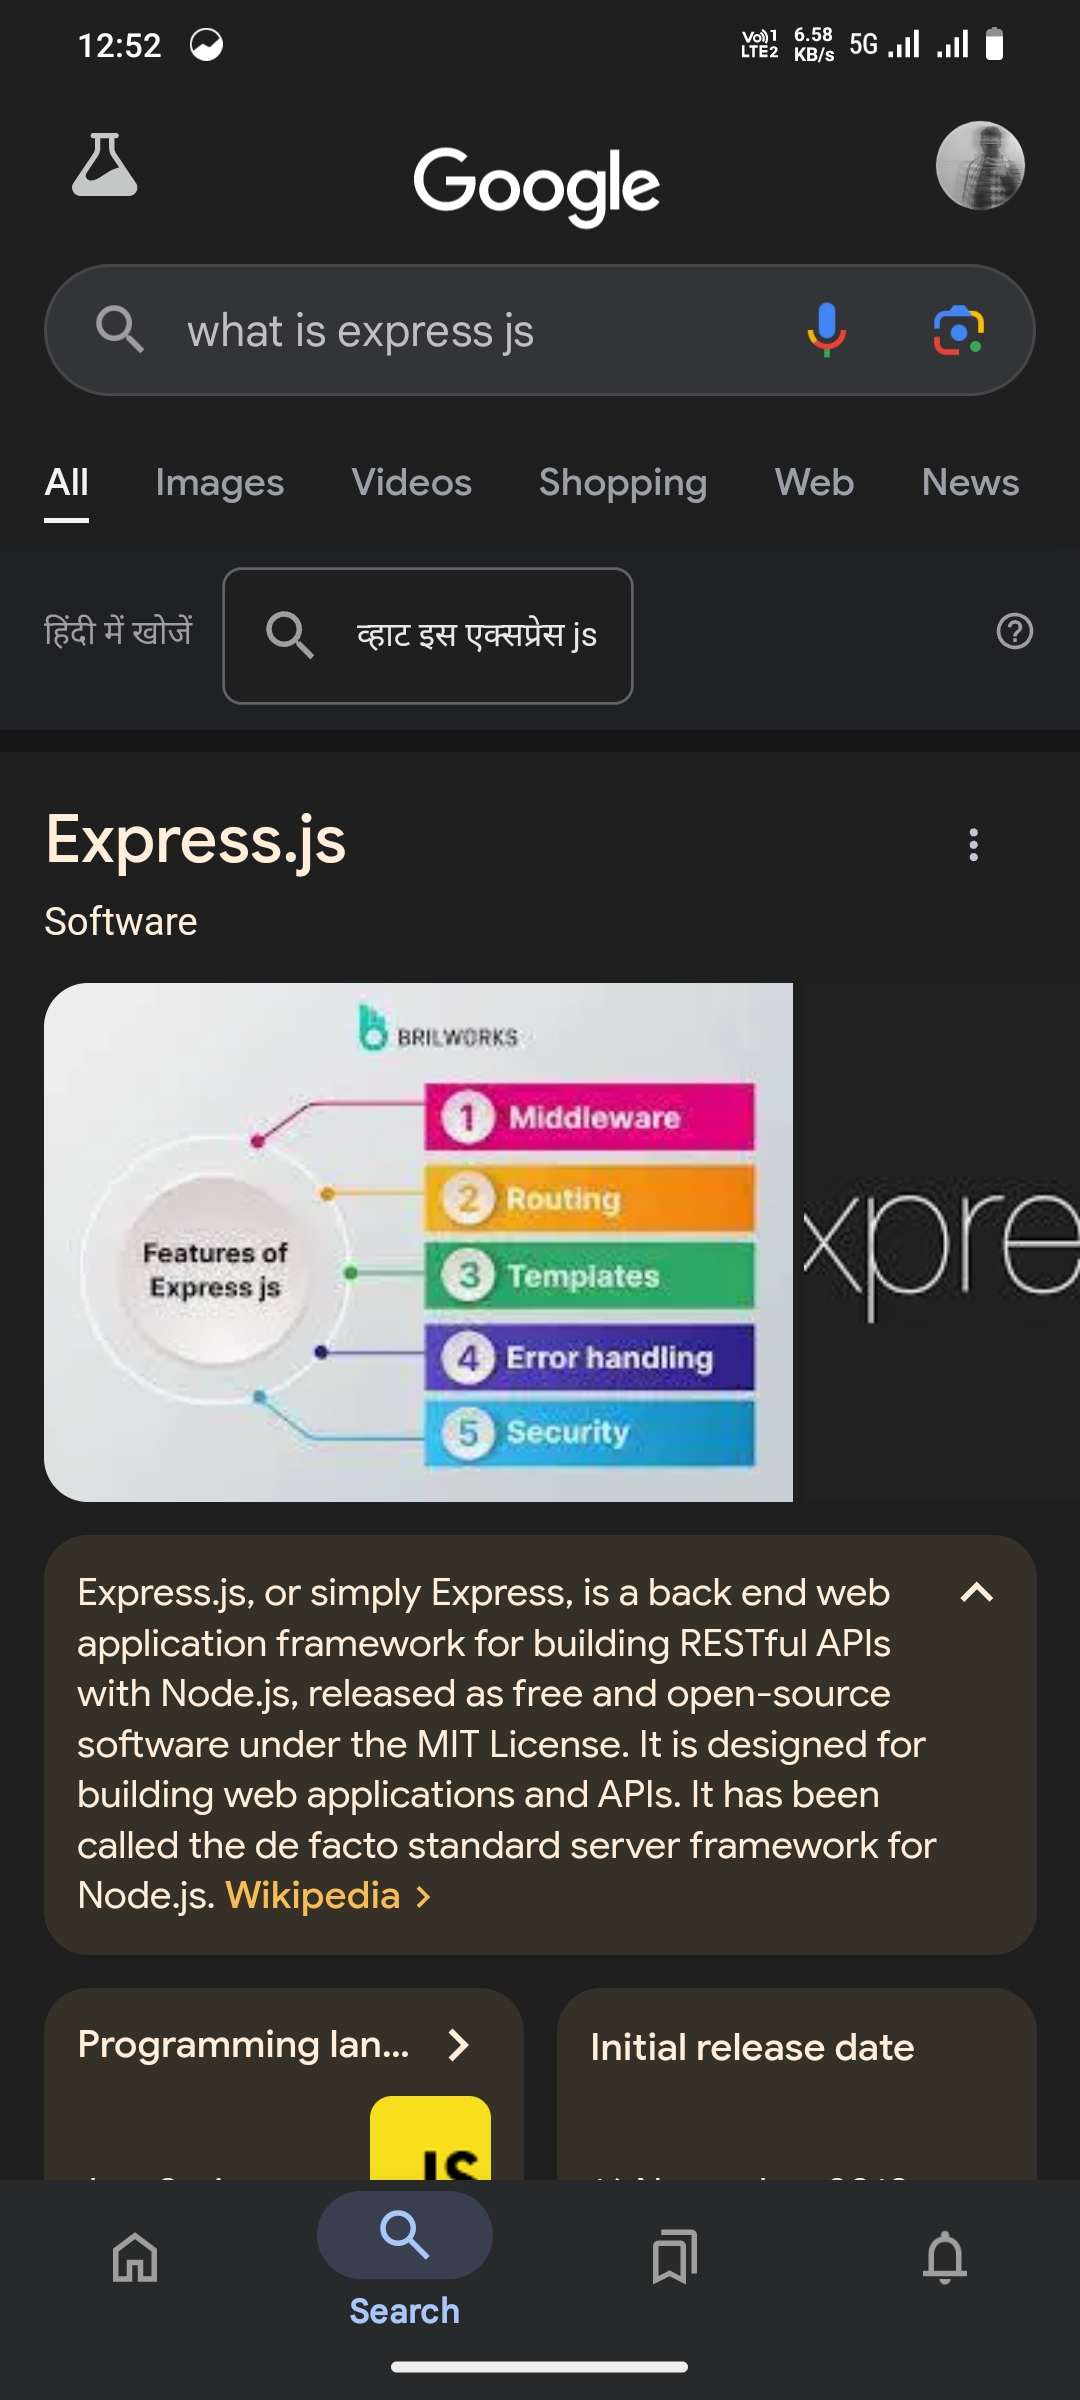 12:52
Vo)) 1 LTE2 6.58 KB/s 5G
Google
what is express js
All Images Videos Shopping Web News
हिंदी में खोजें व्हाट इस एक्सप्रेस js
Express.js
Software
BRILWORKS
Features of
Express js
1 Middleware
2 Routing
3 Templates
4 Error handling
5 Security
xpre
Express.js, or simply Express, is a back end web
application framework for building RESTful APIs
with Node.js, released as free and open-source
software under the MIT License. It is designed for
building web applications and APIs. It has been
called the de facto standard server framework for
Node.js. Wikipedia >
Programming lan... >
Initial release date
JS
Search